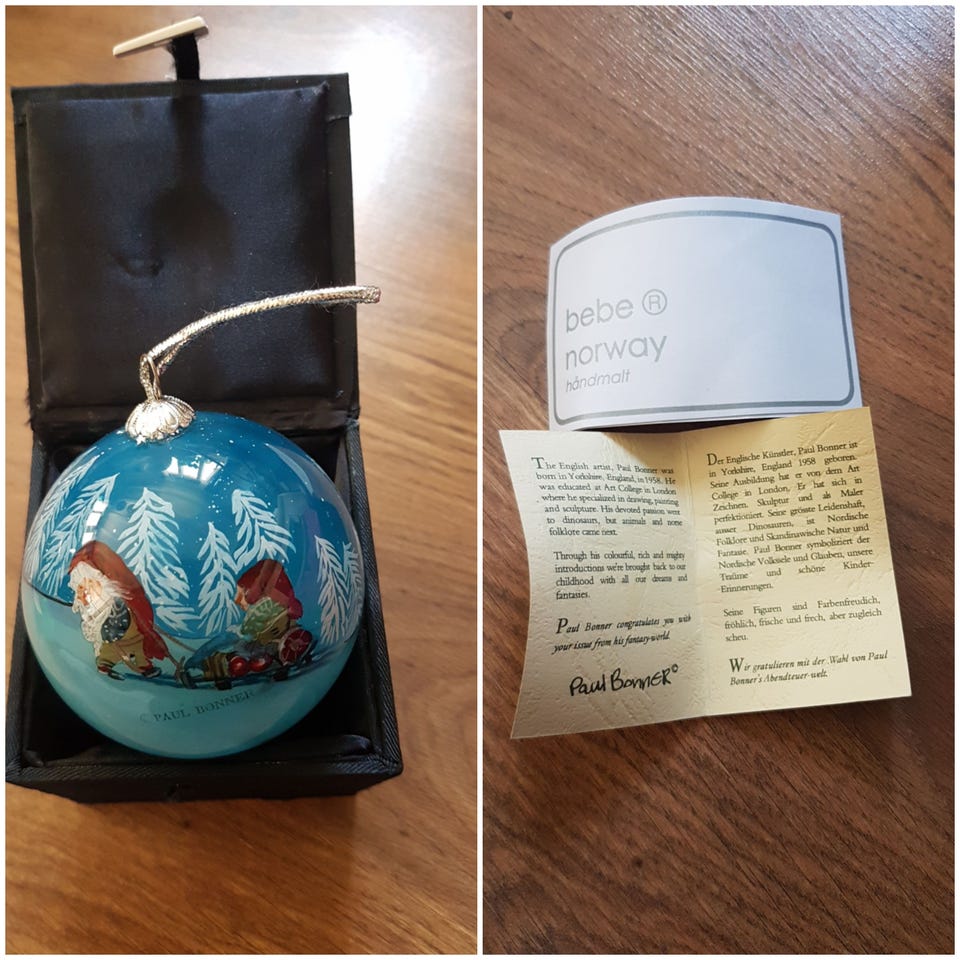 © PAUL BONNER
bebe ®
norway
håndmalt
The English artist, Paul Bonner was
born in Yorkshire, England, in 1958. He
was educated at Art College in London
where he specialized in drawing, painting
and sculpture. His devoted passion went
to dinosaurs, but animals and norse
folklore came next.
Through his colourful, rich and mighty
introductions we're brought back to our
childhood with all our dreams and
fantasies.
Paul Bonner congratulates you with
your issue from his fantasy-world.
Paul Bonner©
Der Englische Künstler, Paul Bonner ist
in Yorkshire, England 1958 geboren.
Seine Ausbildung hat er von dem Art
College in London. Er hat sich in
Zeichnen. Skulptur und als Maler
perfektioniert. Seine grösste Leidenshaft,
ausser Dinosauren, ist Nordische
Folklore und Skandinawische Natur und
Fantasie. Paul Bonner symboliziert der
Nordische Volksiele und Glauben, unsere
Traüme und schöne Kinder-
Erinnerungen.
Seine Figuren sind Farbenfreudich,
fröhlich, frische und frech, aber zugleich
scheu.
Wir gratulieren mit der Wahl von Paul
Bonner's Abendteuer-welt.